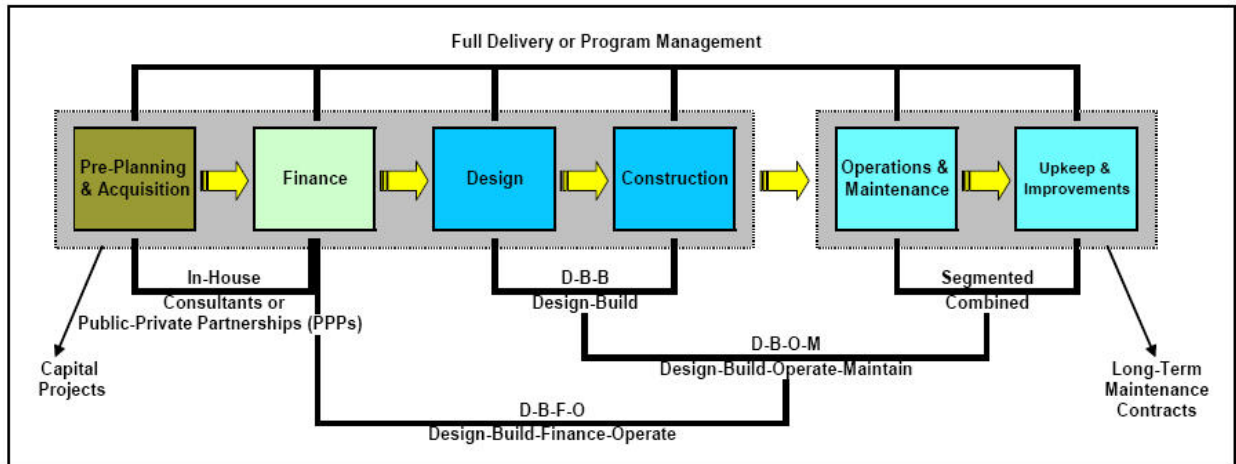 Full Delivery or Program Management
Pre-Planning
& Acquisition
Finance
Design
Construction
Operations &
Maintenance
Upkeep &
Improvements
In-House
Consultants or
Public-Private Partnerships (PPPs)
D-B-B
Design-Build
Segmented
Combined
D-B-O-M
Design-Build-Operate-Maintain
Capital
Projects
Long-Term
Maintenance
Contracts
D-B-F-O
Design-Build-Finance-Operate